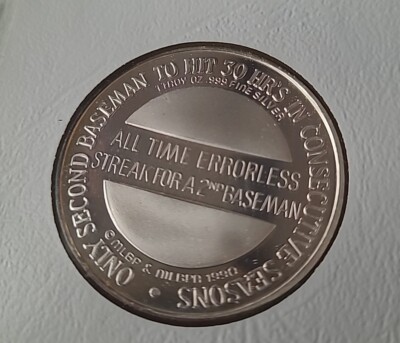 ONLY SECOND BASEMAN TO HIT 30 HR'S IN CONSECUTIVE SEASONS
1 TROY OZ .999 FINE SILVER
ALL TIME ERRORLESS
STREAK FOR A 2ND BASEMAN
© MLBP & MLBPA 1990